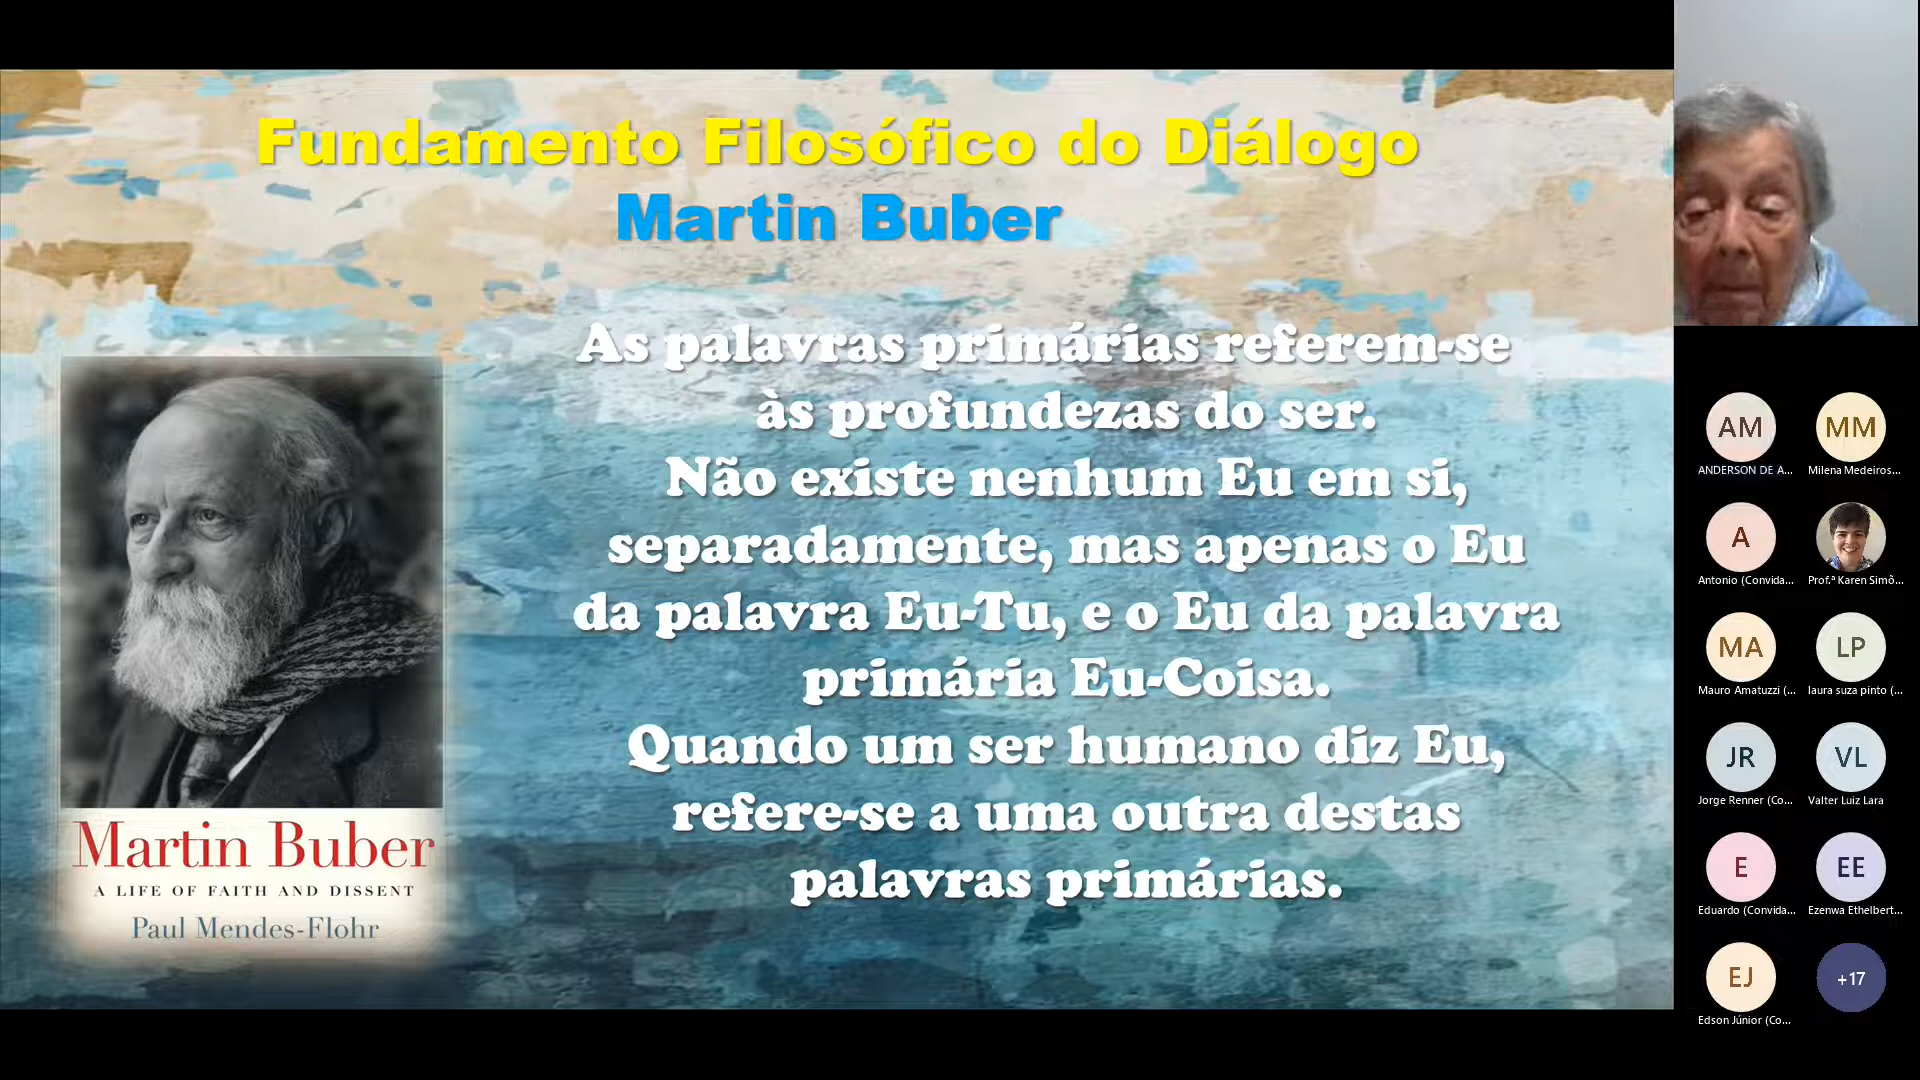 Fundamento Filosófico do Diálogo
Martin Buber
As palavras primárias referem-se
às profundezas do ser.
Não existe nenhum Eu em si,
separadamente, mas apenas o Eu
da palavra Eu-Tu, e o Eu da palavra
primária Eu-Coisa.
Quando um ser humano diz Eu,
refere-se a uma outra destas
palavras primárias.
Martin Buber
A LIFE OF FAITH AND DISSENT
Paul Mendes-Flohr
AM
MM
ANDERSON DE A...
Milena Medeiros...
A
Antonio (Convida...
Prof.ª Karen Simõ...
MA
LP
Mauro Amatuzzi (...
laura suza pinto (...
JR
VL
Jorge Renner (Co...
Valter Luiz Lara
E
EE
Eduardo (Convida...
Ezenwa Ethelbert...
EJ
+17
Edson Júnior (Co...